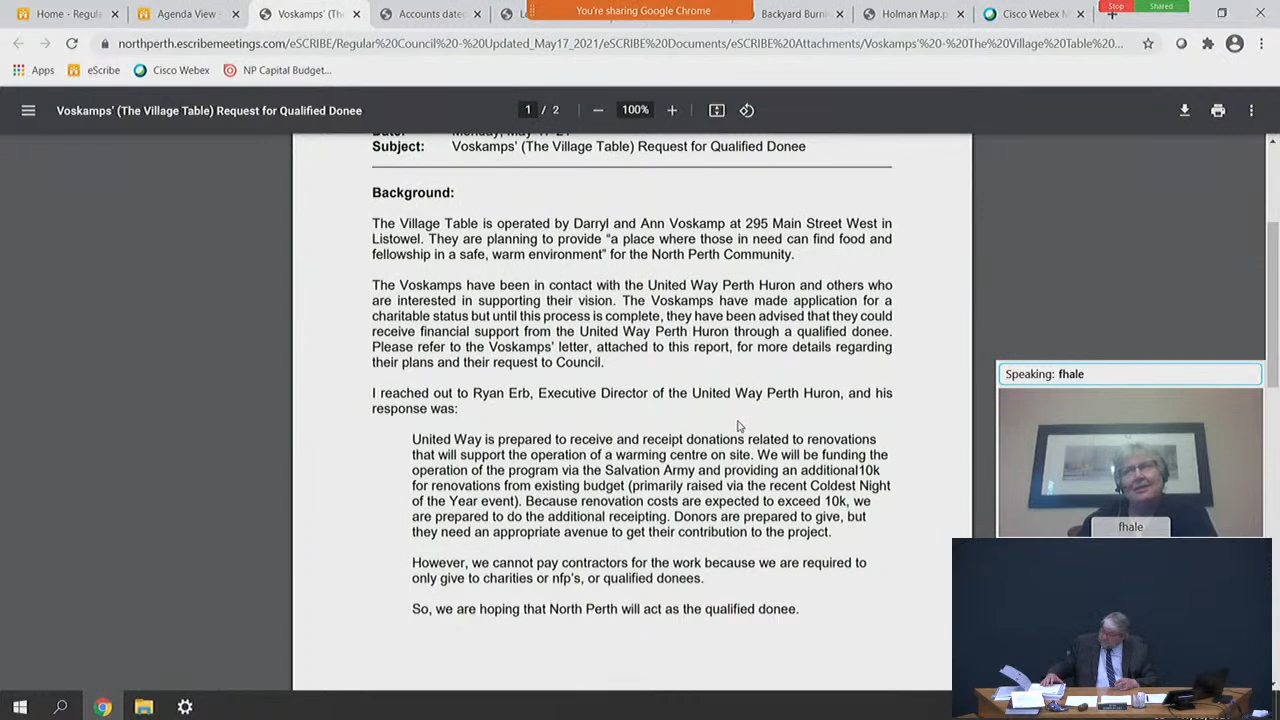 You're sharing Google Chrome
Stop
Shared
Home - Regula
Agenda View -
Voskamps' (The
Accounts dated
Backyard Burni
Holman Map.pd
Cisco Webex M
northperth.escribemeetings.com/eSCRIBE/Regular%20Council%20-%20Updated_May17_2021/eSCRIBE%20Documents/eSCRIBE%20Attachments/Voskamps'%20-%20The%20Village%20Table%20...
Apps
eScribe
Cisco Webex
NP Capital Budget...
Voskamps' (The Village Table) Request for Qualified Donee
1 / 2
100%
Subject: Voskamps' (The Village Table) Request for Qualified Donee
Background:
The Village Table is operated by Darryl and Ann Voskamp at 295 Main Street West in
Listowel. They are planning to provide “a place where those in need can find food and
fellowship in a safe, warm environment” for the North Perth Community.
The Voskamps have been in contact with the United Way Perth Huron and others who
are interested in supporting their vision. The Voskamps have made application for a
charitable status but until this process is complete, they have been advised that they could
receive financial support from the United Way Perth Huron through a qualified donee.
Please refer to the Voskamps' letter, attached to this report, for more details regarding
their plans and their request to Council.
I reached out to Ryan Erb, Executive Director of the United Way Perth Huron, and his
response was:
United Way is prepared to receive and receipt donations related to renovations
that will support the operation of a warming centre on site. We will be funding the
operation of the program via the Salvation Army and providing an additional10k
for renovations from existing budget (primarily raised via the recent Coldest Night
of the Year event). Because renovation costs are expected to exceed 10k, we
are prepared to do the additional receipting. Donors are prepared to give, but
they need an appropriate avenue to get their contribution to the project.
However, we cannot pay contractors for the work because we are required to
only give to charities or nfp's, or qualified donees.
So, we are hoping that North Perth will act as the qualified donee.
Speaking: fhale
fhale